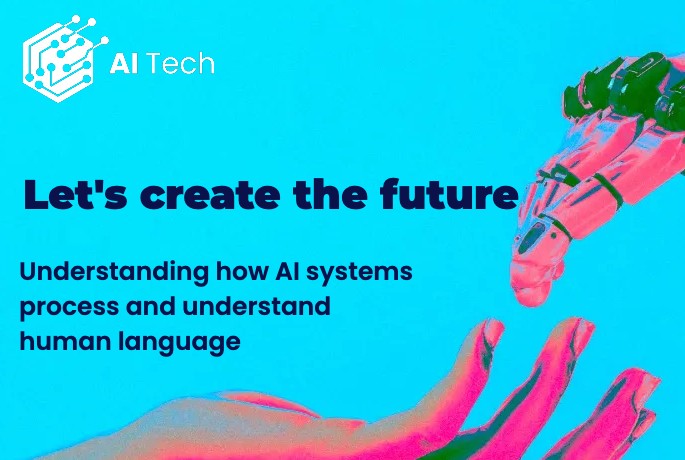 AI Tech
Let's create the future
Understanding how AI systems
process and understand
human language